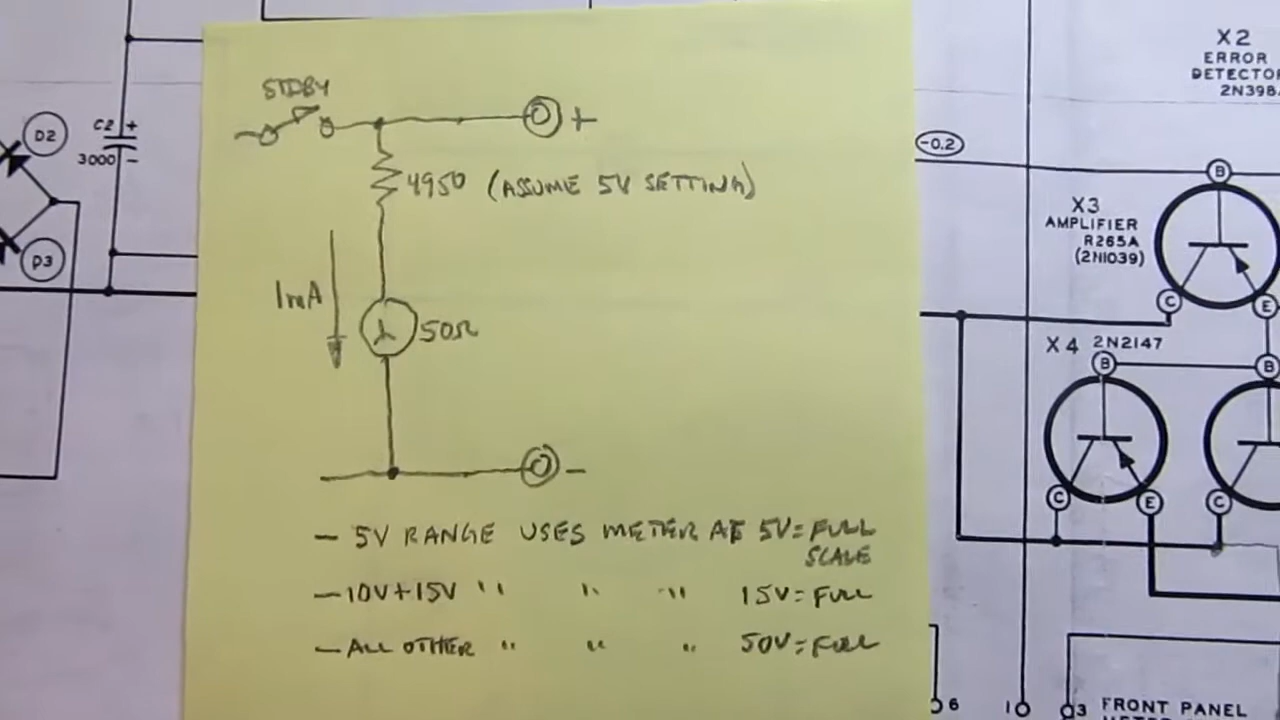 STDBY
+
4950 (ASSUME 5V SETTING)
1mA
50Ω
-
- 5V RANGE USES METER AT 5V = FULL
SCALE
- 10V+15V " " " 15V = FULL
- ALL OTHER " " " 50V = FULL
D2
C2 +
3000 -
D3
X2
ERROR
2N398
-0.2
B
X3
AMPLIFIER
R265A
(2N1039)
C
E
X4 2N2147
B
B
C
E
C
6
1
3 FRONT PANEL